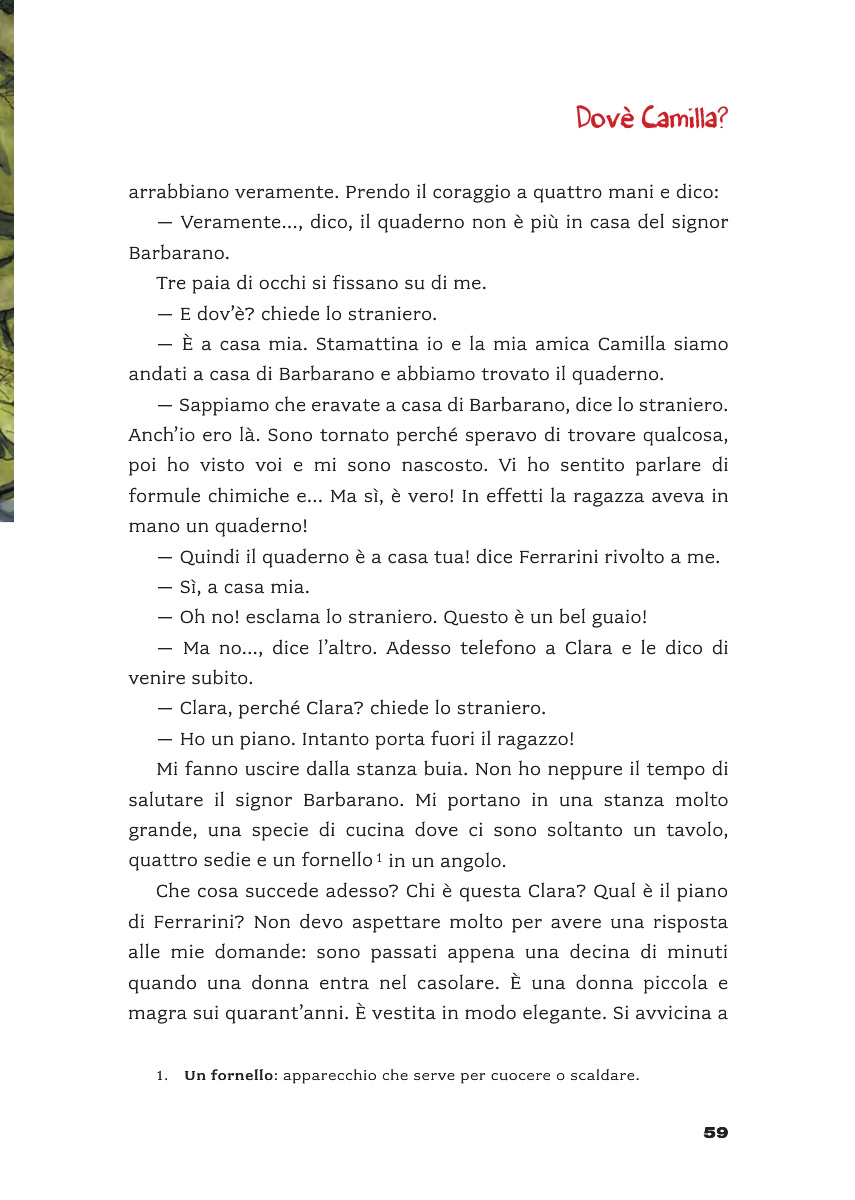 Dovè Camilla?
arrabbiano veramente. Prendo il coraggio a quattro mani e dico:
— Veramente..., dico, il quaderno non è più in casa del signor
Barbarano.
Tre paia di occhi si fissano su di me.
— E dov’è? chiede lo straniero.
— È a casa mia. Stamattina io e la mia amica Camilla siamo
andati a casa di Barbarano e abbiamo trovato il quaderno.
— Sappiamo che eravate a casa di Barbarano, dice lo straniero.
Anch’io ero là. Sono tornato perché speravo di trovare qualcosa,
poi ho visto voi e mi sono nascosto. Vi ho sentito parlare di
formule chimiche e... Ma sì, è vero! In effetti la ragazza aveva in
mano un quaderno!
— Quindi il quaderno è a casa tua! dice Ferrarini rivolto a me.
— Sì, a casa mia.
— Oh no! esclama lo straniero. Questo è un bel guaio!
— Ma no..., dice l’altro. Adesso telefono a Clara e le dico di
venire subito.
— Clara, perché Clara? chiede lo straniero.
— Ho un piano. Intanto porta fuori il ragazzo!
Mi fanno uscire dalla stanza buia. Non ho neppure il tempo di
salutare il signor Barbarano. Mi portano in una stanza molto
grande, una specie di cucina dove ci sono soltanto un tavolo,
quattro sedie e un fornello 1 in un angolo.
Che cosa succede adesso? Chi è questa Clara? Qual è il piano
di Ferrarini? Non devo aspettare molto per avere una risposta
alle mie domande: sono passati appena una decina di minuti
quando una donna entra nel casolare. È una donna piccola e
magra sui quarant’anni. È vestita in modo elegante. Si avvicina a
1. Un fornello: apparecchio che serve per cuocere o scaldare.
59